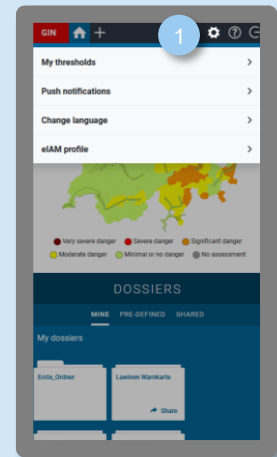 GIN
1
My thresholds
Push notifications
Change language
eIAM profile
Very severe danger Severe danger Significant danger
Moderate danger Minimal or no danger No assessment
DOSSIERS
MINE PRE-DEFINED SHARED
My dossiers
Erste_Ordner Lawinen Warnkarte
Share